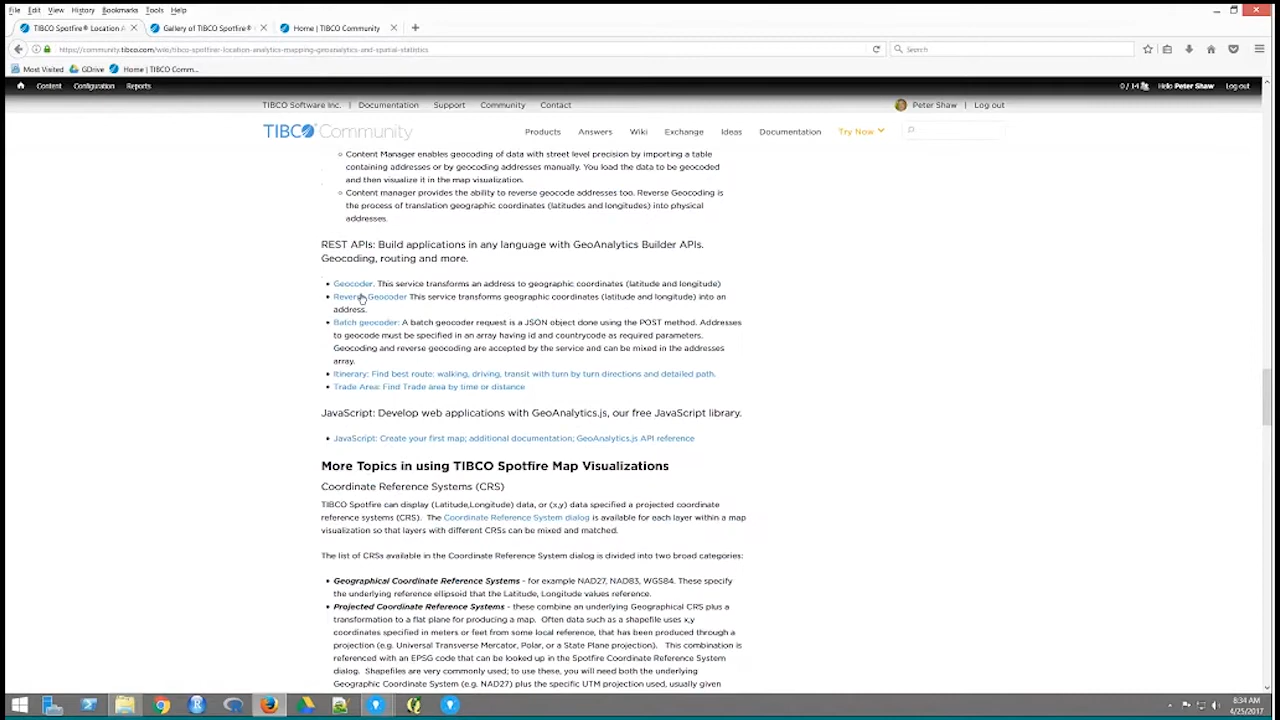 File Edit View History Bookmarks Tools Help
TIBCO Spotfire® Location A × Gallery of TIBCO Spotfire® × Home | TIBCO Community × +
https://community.tibco.com/wiki/tibco-spotfirer-location-analytics-mapping-geoanalytics-and-spatial-statistics Search
Most Visited GDrive Home | TIBCO Comm...
Content Configuration Reports 0 / 14 Hello Peter Shaw Log out
TIBCO Software Inc. | Documentation Support Community Contact Peter Shaw | Log out
TIBCO Community Products Answers Wiki Exchange Ideas Documentation Try Now
Content Manager enables geocoding of data with street level precision by importing a table
containing addresses or by geocoding addresses manually. You load the data to be geocoded
and then visualize it in the map visualization.
Content manager provides the ability to reverse geocode addresses too. Reverse Geocoding is
the process of translation geographic coordinates (latitudes and longitudes) into physical
addresses.
REST APIs: Build applications in any language with GeoAnalytics Builder APIs.
Geocoding, routing and more.
• Geocoder. This service transforms an address to geographic coordinates (latitude and longitude)
• Reverse Geocoder This service transforms geographic coordinates (latitude and longitude) into an
address.
• Batch geocoder: A batch geocoder request is a JSON object done using the POST method. Addresses
to geocode must be specified in an array having id and countrycode as required parameters.
Geocoding and reverse geocoding are accepted by the service and can be mixed in the addresses
array.
• Itinerary: Find best route: walking, driving, transit with turn by turn directions and detailed path.
• Trade Area: Find Trade area by time or distance
JavaScript: Develop web applications with GeoAnalytics.js, our free JavaScript library.
• JavaScript: Create your first map; additional documentation; GeoAnalytics.js API reference
More Topics in using TIBCO Spotfire Map Visualizations
Coordinate Reference Systems (CRS)
TIBCO Spotfire can display (Latitude,Longitude) data, or (x,y) data specified a projected coordinate
reference systems (CRS). The Coordinate Reference System dialog is available for each layer within a map
visualization so that layers with different CRSs can be mixed and matched.
The list of CRSs available in the Coordinate Reference System dialog is divided into two broad categories:
• Geographical Coordinate Reference Systems - for example NAD27, NAD83, WGS84. These specify
the underlying reference ellipsoid that the Latitude, Longitude values reference.
• Projected Coordinate Reference Systems - these combine an underlying Geographical CRS plus a
transformation to a flat plane for producing a map. Often data such as a shapefile uses x,y
coordinates specified in meters or feet from some local reference, that has been produced through a
projection (e.g. Universal Transverse Mercator, Polar, or a State Plane projection). This combination is
referenced with an EPSG code that can be looked up in the Spotfire Coordinate Reference System
dialog. Shapefiles are very commonly used; to use these, you will need both the underlying
Geographic Coordinate System (e.g. NAD27) plus the specific UTM projection used, usually given
8:34 AM
4/25/2017